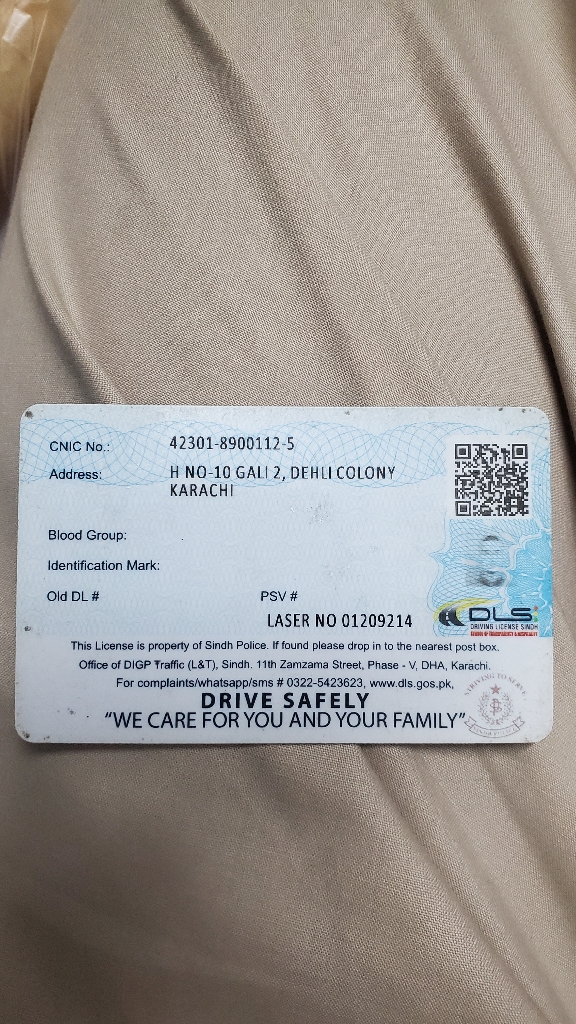 CNIC No.: 42301-8900112-5
Address: H NO-10 GALI 2, DEHLI COLONY
KARACHI
Blood Group:
Identification Mark:
Old DL # PSV #
LASER NO 01209214
DLS
DRIVING LICENSE SINDH
This License is property of Sindh Police. If found please drop in to the nearest post box.
Office of DIGP Traffic (L&T), Sindh. 11th Zamzama Street, Phase - V, DHA, Karachi.
For complaints/whatsapp/sms # 0322-5423623, www.dls.gos.pk,
DRIVE SAFELY
"WE CARE FOR YOU AND YOUR FAMILY"
STRIVING TO SERVE